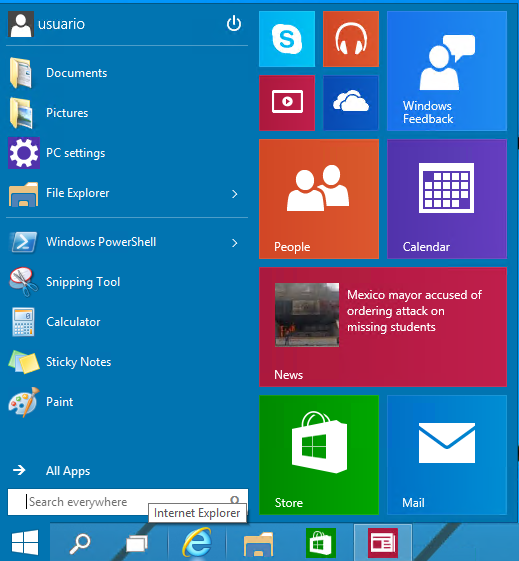 usuario
Documents
Pictures
PC settings
File Explorer
Windows PowerShell
Snipping Tool
Calculator
Sticky Notes
Paint
All Apps
Search everywhere
Internet Explorer
Windows
Feedback
People
Calendar
Mexico mayor accused of
ordering attack on
missing students
News
Store
Mail